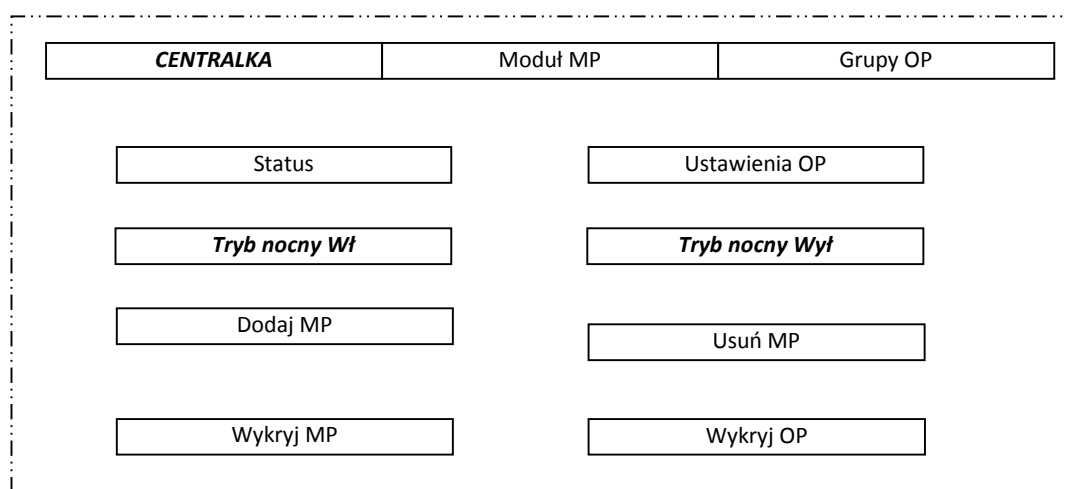 CENTRALKA Moduł MP Grupy OP
Status Ustawienia OP
Tryb nocny Wł Tryb nocny Wył
Dodaj MP
Usuń MP
Wykryj MP Wykryj OP